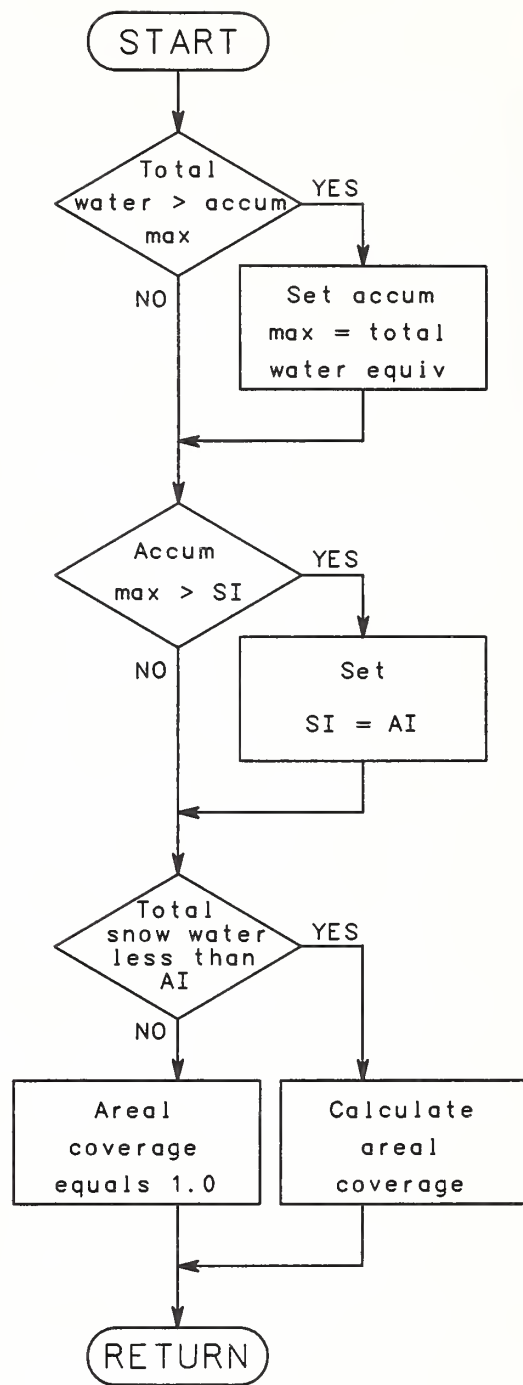 START
Total
water > accum
max
YES
NO
Set accum
max = total
water equiv
Accum
max > SI
YES
NO
Set
SI = AI
Total
snow water
less than
AI
YES
NO
Areal
coverage
equals 1.0
Calculate
areal
coverage
RETURN